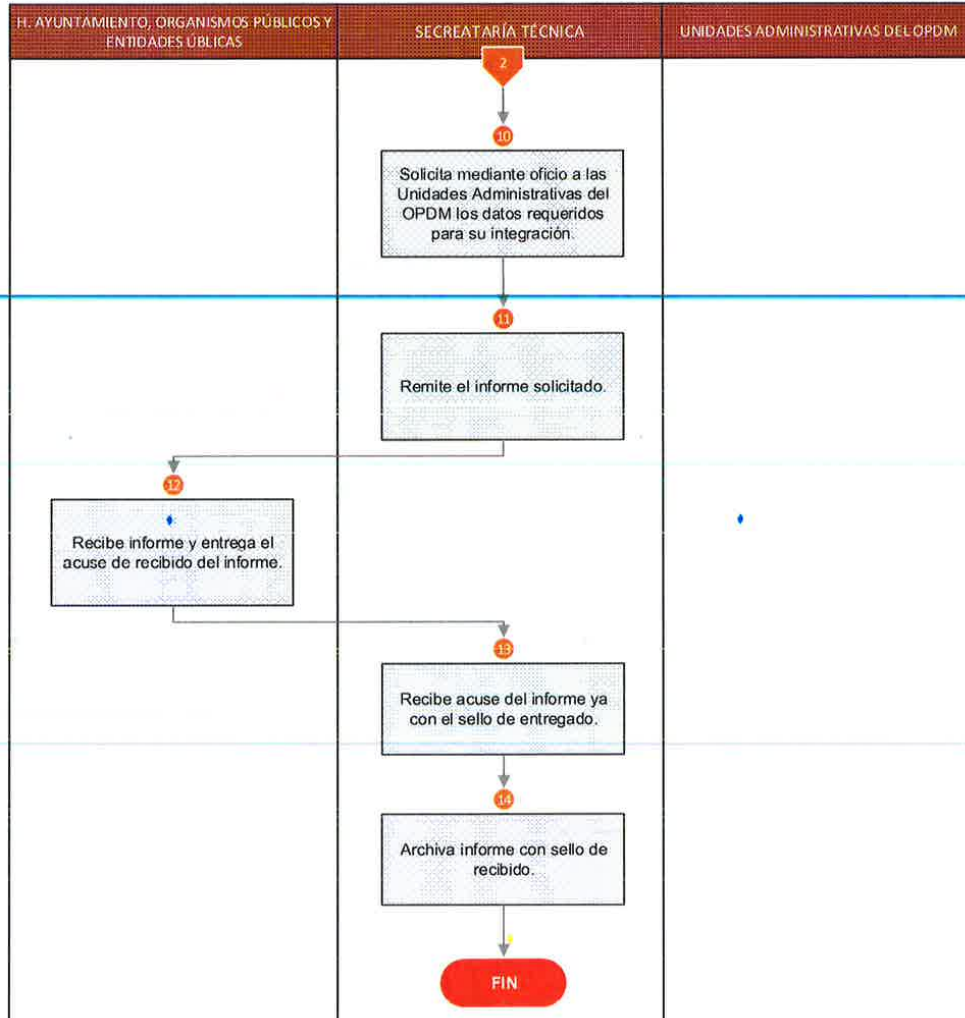 H. AYUNTAMIENTO, ORGANISMOS PÚBLICOS Y
ENTIDADES ÚBLICAS
SECREATARÍA TÉCNICA
UNIDADES ADMINISTRATIVAS DEL OPDM
2
10
Solicita mediante oficio a las
Unidades Administrativas del
OPDM los datos requeridos
para su integración.
11
Remite el informe solicitado.
12
Recibe informe y entrega el
acuse de recibido del informe.
13
Recibe acuse del informe ya
con el sello de entregado.
14
Archiva informe con sello de
recibido.
FIN